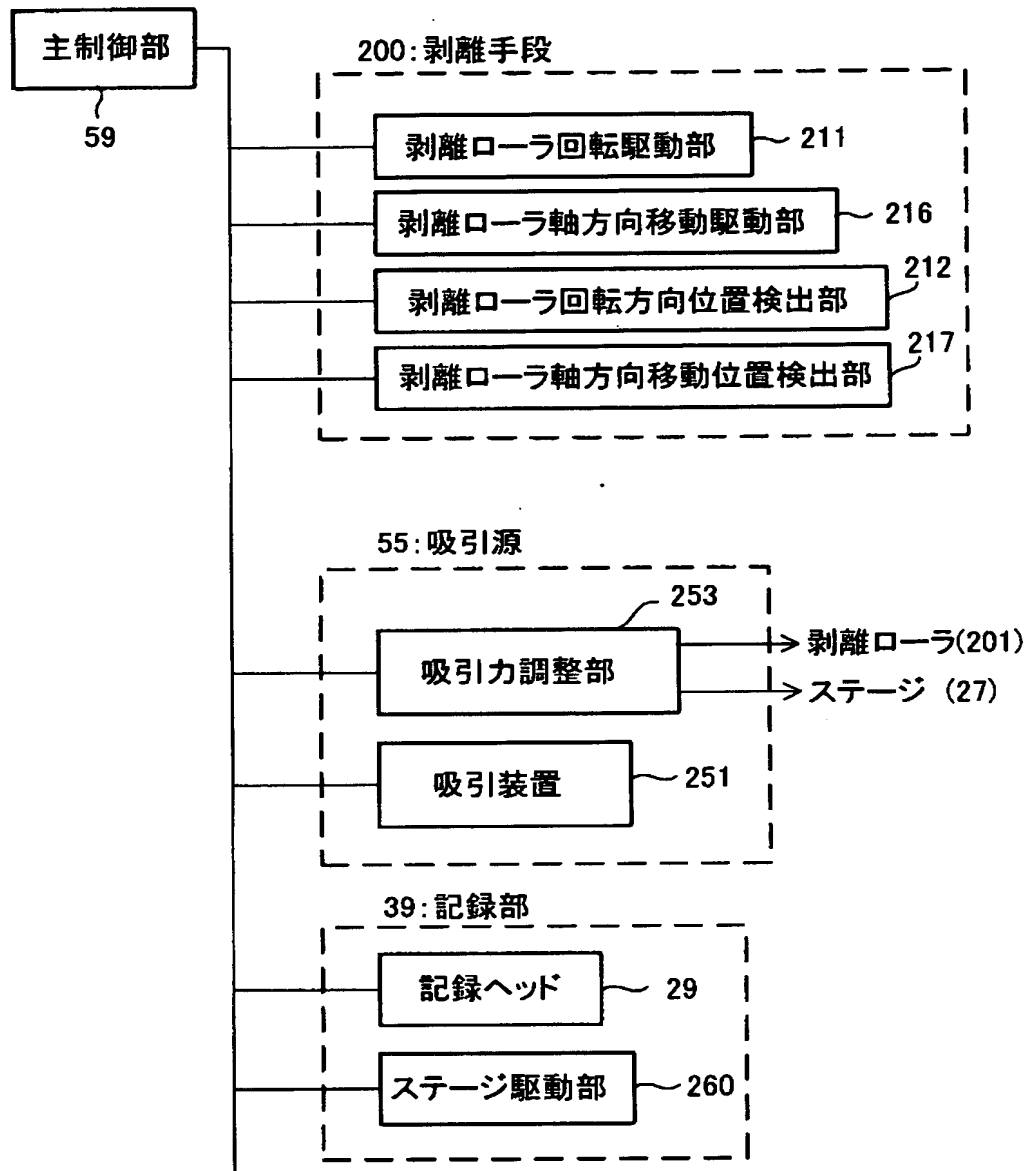 主制御部
59
200:剥離手段
剥離ローラ回転駆動部
211
剥離ローラ軸方向移動駆動部
216
剥離ローラ回転方向位置検出部
212
剥離ローラ軸方向移動位置検出部
217
55:吸引源
253
吸引力調整部
剥離ローラ(201)
ステージ (27)
吸引装置
251
39:記録部
記録ヘッド
29
ステージ駆動部
260